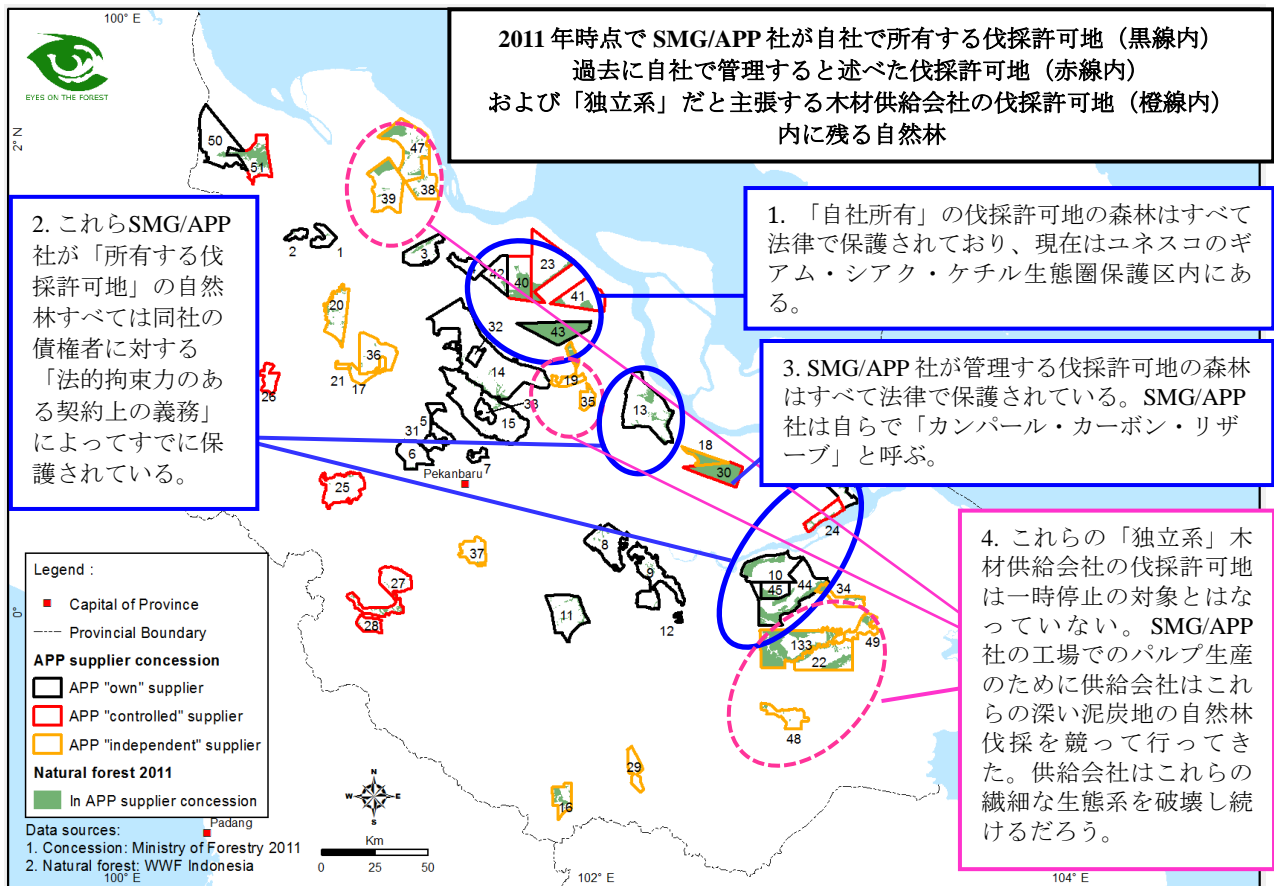 100° E
EYES ON THE FOREST
2° N
2011 年時点で SMG/APP 社が自社で所有する伐採許可地（黒線内）
過去に自社で管理すると述べた伐採許可地（赤線内）
および「独立系」だと主張する木材供給会社の伐採許可地（橙線内）
内に残る自然林
2. これらSMG/APP
社が「所有する伐
採許可地」の自然
林すべては同社の
債権者に対する
「法的拘束力のあ
る契約上の義務」
によってすでに保
護されている。
1. 「自社所有」の伐採許可地の森林はすべて
法律で保護されており、現在はユネスコのギ
アム・シアク・ケチル生態圏保護区内にあ
る。
3. SMG/APP 社が管理する伐採許可地の森林
はすべて法律で保護されている。SMG/APP
社は自らで「カンパール・カーボン・リザ
ーブ」と呼ぶ。
4. これらの「独立系」木
材供給会社の伐採許可地
は一時停止の対象とはな
っていない。SMG/APP
社の工場でのパルプ生産
のために供給会社はこれ
らの深い泥炭地の自然林
伐採を競って行ってき
た。供給会社はこれらの
繊細な生態系を破壊し続
けるだろう。
50
51
47
39
38
2
1
3
42
40
23
41
43
20
36
21
17
26
32
14
33
15
19
35
13
5
31
6
7
Pekanbaru
18
30
25
24
37
8
9
10
45
44
34
27
28
11
12
133
22
49
48
29
16
0°
Legend :
Capital of Province
Provincial Boundary
APP supplier concession
APP "own" supplier
APP "controlled" supplier
APP "independent" supplier
Natural forest 2011
In APP supplier concession
Data sources:
1. Concession: Ministry of Forestry 2011
2. Natural forest: WWF Indonesia
Padang
N
W
E
S
Km
0 25 50
100° E
102° E
104° E